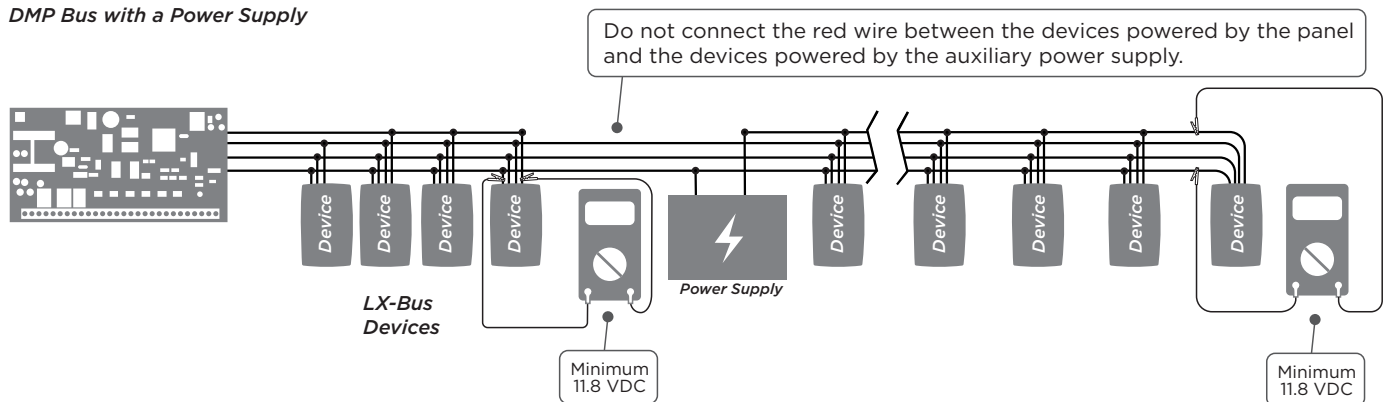 DMP Bus with a Power Supply
Do not connect the red wire between the devices powered by the panel
and the devices powered by the auxiliary power supply.
Device
Device
Device
Device
Device
Device
Device
Device
Device
Power Supply
LX-Bus
Devices
Minimum
11.8 VDC
Minimum
11.8 VDC